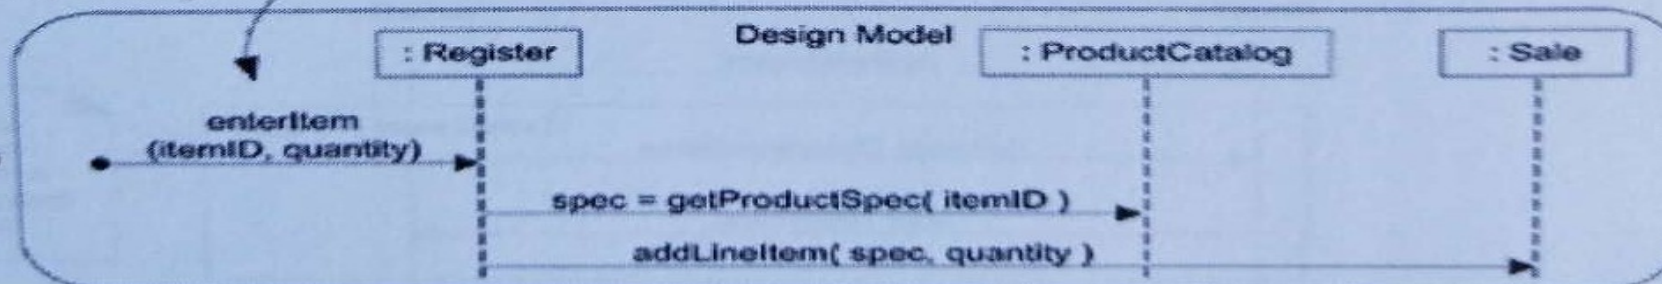 Design Model
: Register
: ProductCatalog
: Sale
enterItem
(itemID, quantity)
spec = getProductSpec( itemID )
addLineItem( spec, quantity )